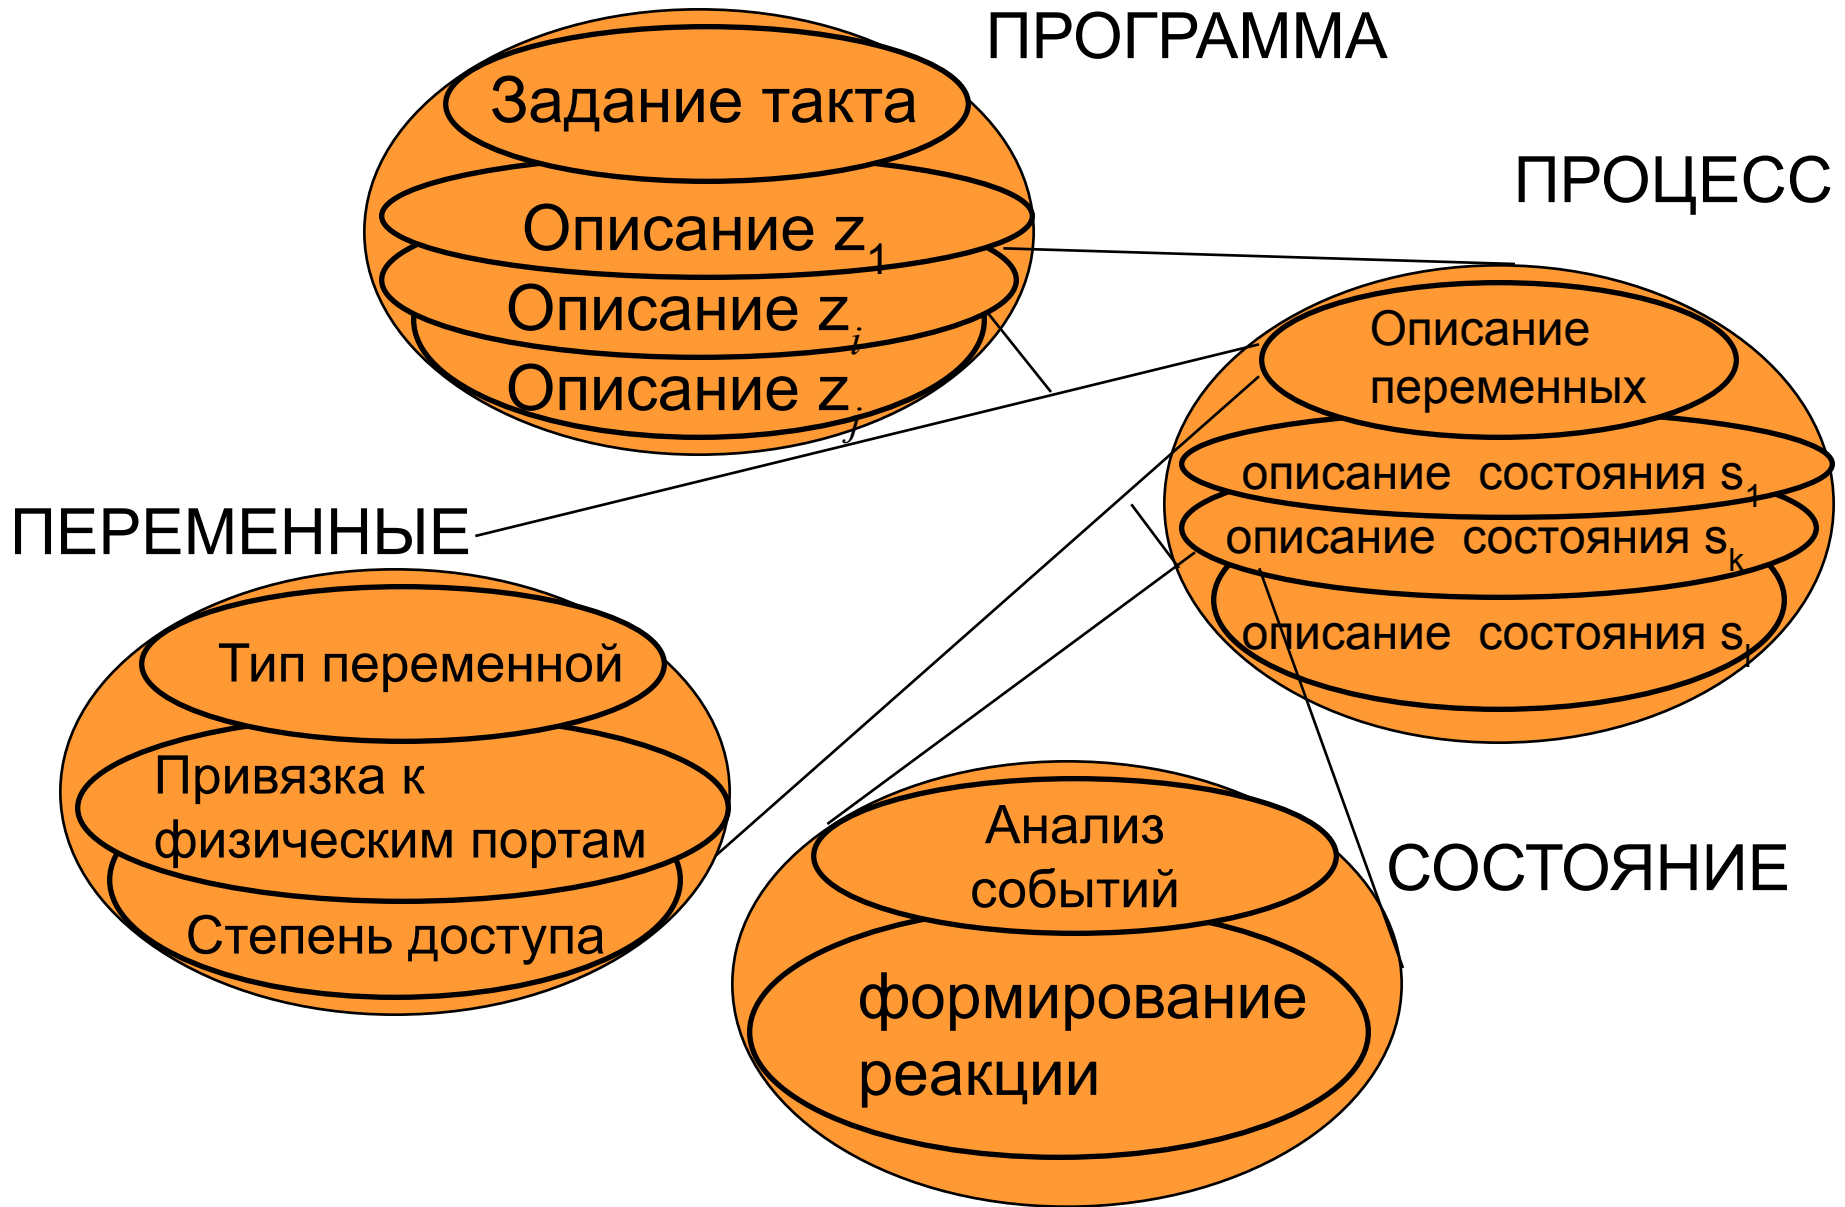 ПРОГРАММА
Задание такта
Описание z1
Описание zi
Описание zj
ПРОЦЕСС
Описание
переменных
описание состояния s1
описание состояния sk
описание состояния sl
ПЕРЕМЕННЫЕ
Тип переменной
Привязка к
физическим портам
Степень доступа
СОСТОЯНИЕ
Анализ
событий
формирование
реакции